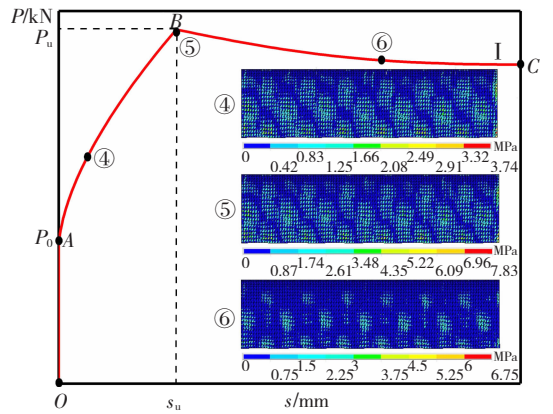 P/kN
B
P_u
⑤
⑥
I
C
④
④
MPa
0 0.83 1.66 2.49 3.32
0.42 1.25 2.08 2.91 3.74
P_0 A
⑤
MPa
0 1.74 3.48 5.22 6.96
0.87 2.61 4.35 6.09 7.83
⑥
MPa
0 1.5 3 4.5 6
0.75 2.25 3.75 5.25 6.75
O s_u s/mm